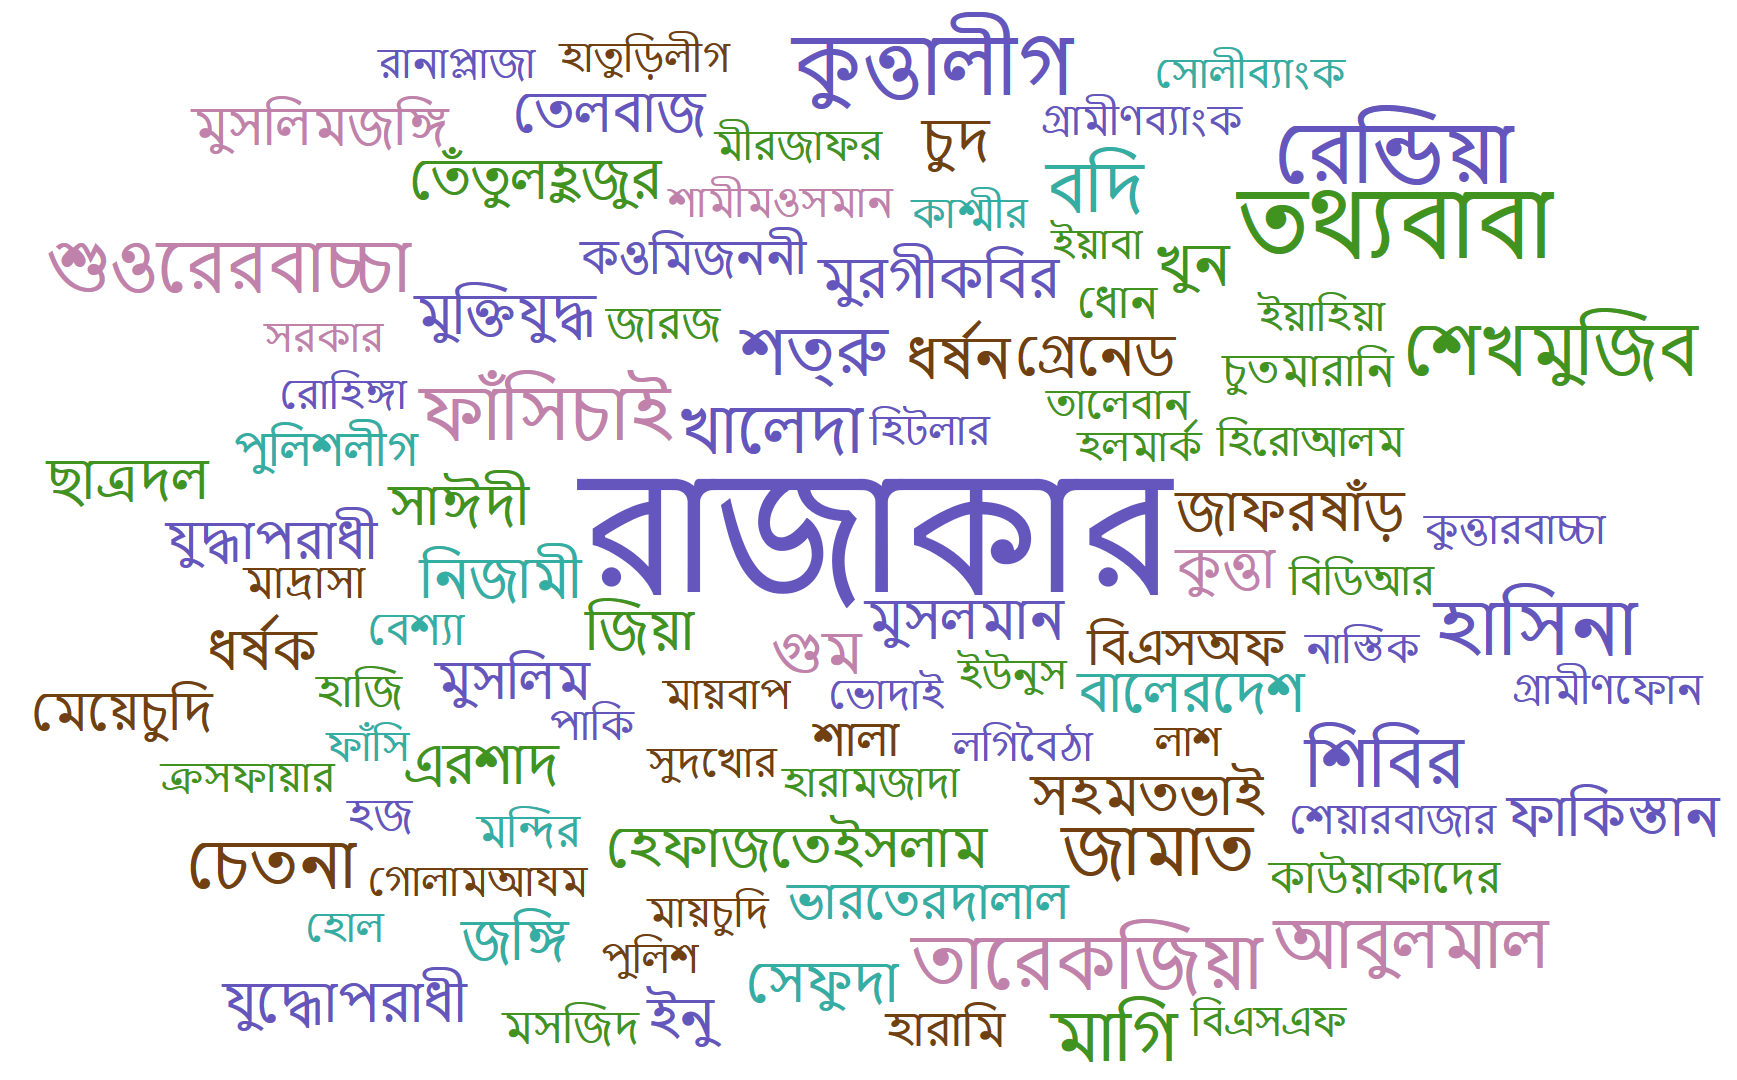 রানাপ্লাজা হাতুড়িলীগ কুত্তালীগ সোলীব্যাংক
মুসলিমজঙ্গি তেলবাজ মীরজাফর চুদ গ্রামীণব্যাংক রেন্ডিয়া
তেঁতুলহুজুর শামীমওসমান কাশ্মীর বদি তথ্যবাবা
শুওরেরবাচ্চা কওমিজননী মুরগীকবির ইয়াবা খুন
মুক্তিযুদ্ধ জারজ ধোন ইয়াহিয়া
সরকার শত্রু ধর্ষন গ্রেনেড চুতমারানি শেখমুজিব
রোহিঙ্গা ফাঁসিচাই খালেদা হিটলার তালেবান
পুলিশলীগ হলমার্ক হিরোআলম
ছাত্রদল সাঈদী রাজাকার জাফরষাঁড় কুত্তারবাচ্চা
যুদ্ধাপরাধী নিজামী কুত্তা বিডিআর
মাদ্রাসা জিয়া মুসলমান হাসিনা
ধর্ষক বেশ্যা গুম বিএসঅফ নাস্তিক
হাজি মুসলিম মায়বাপ ভোদাই ইউনুস বালেরদেশ গ্রামীণফোন
মেয়েচুদি পাকি
ফাঁসি এরশাদ সুদখোর শালা লগিবৈঠা লাশ শিবির
ক্রসফায়ার হারামজাদা সহমতভাই
হজ মন্দির শেয়ারবাজার ফাকিস্তান
চেতনা হেফাজতেইসলাম জামাত
গোলামআযম কাউয়াকাদের
হোল জঙ্গি মায়চুদি ভারতেরদালাল
পুলিশ তারেকজিয়া আবুলমাল
যুদ্ধোপরাধী সেফুদা
মসজিদ ইনু হারামি মাগি বিএসএফ